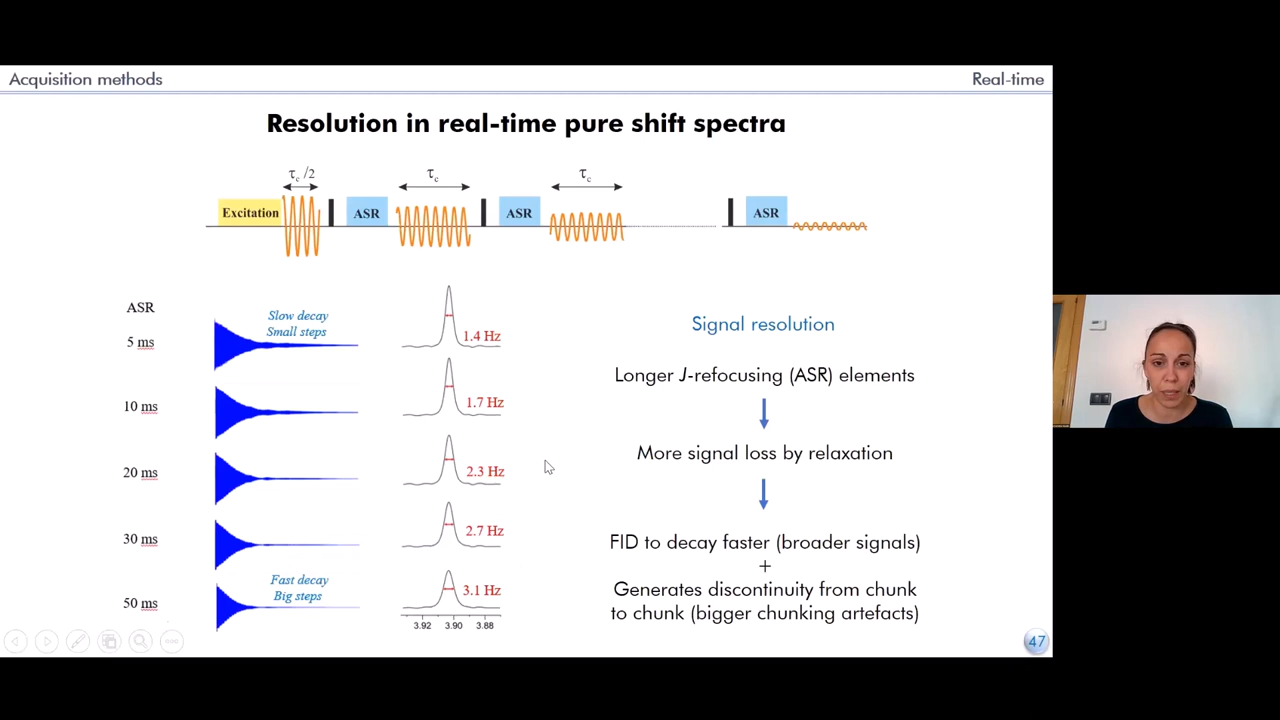 Acquisition methods
Real-time
Resolution in real-time pure shift spectra
τc /2
τc
τc
Excitation
ASR
ASR
ASR
ASR
5 ms
Slow decay
Small steps
1.4 Hz
10 ms
1.7 Hz
20 ms
2.3 Hz
30 ms
2.7 Hz
50 ms
Fast decay
Big steps
3.1 Hz
3.92 3.90 3.88
Signal resolution
Longer J-refocusing (ASR) elements
More signal loss by relaxation
FID to decay faster (broader signals)
+
Generates discontinuity from chunk
to chunk (bigger chunking artefacts)
47